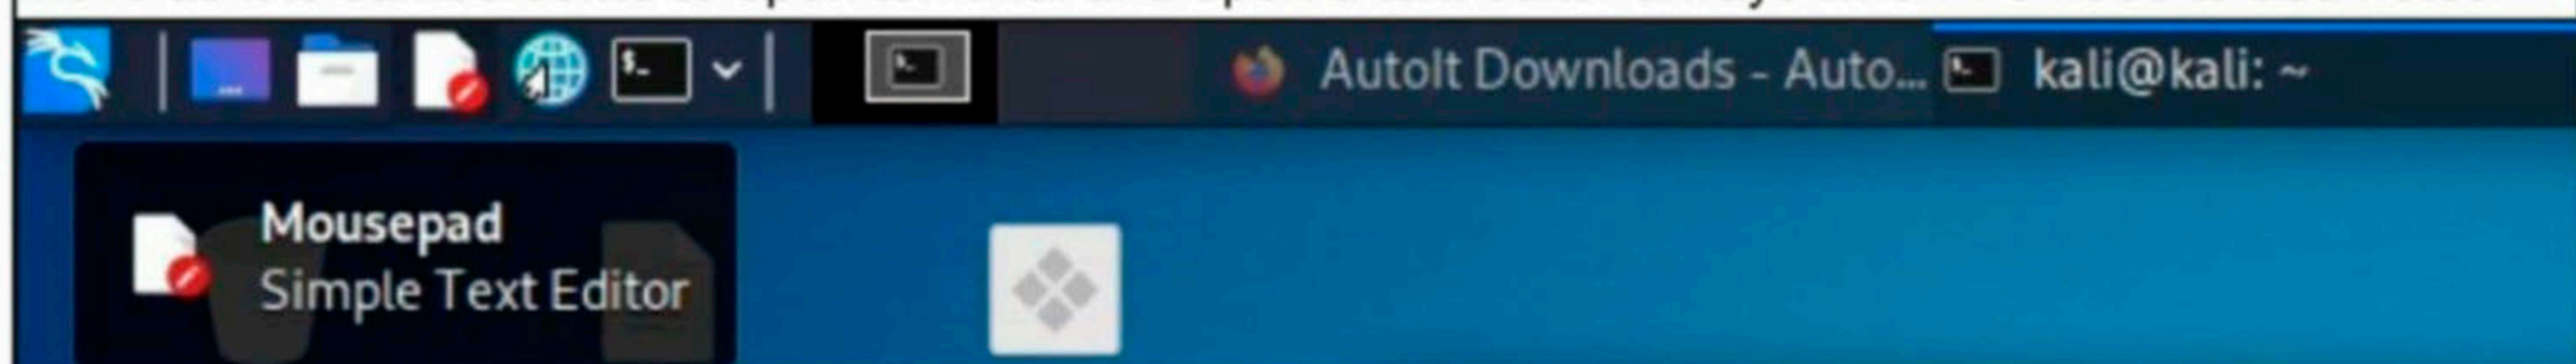 AutoIt Downloads - Auto...
kali@kali: ~
Mousepad
Simple Text Editor